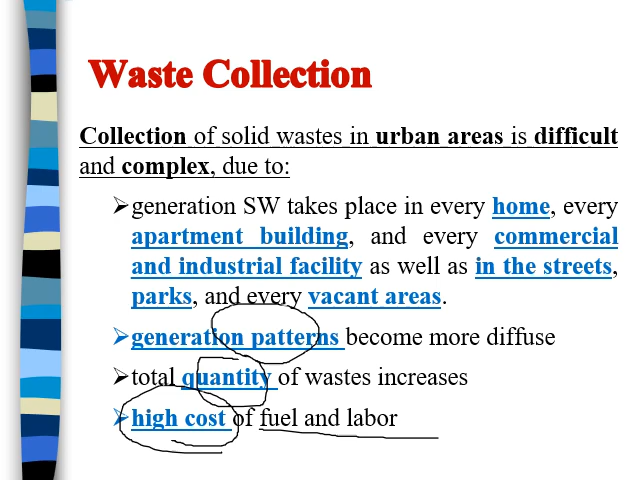 Waste Collection
Collection of solid wastes in urban areas is difficult
and complex, due to:
➢generation SW takes place in every home, every
apartment building, and every commercial
and industrial facility as well as in the streets,
parks, and every vacant areas.
➢generation patterns become more diffuse
➢total quantity of wastes increases
➢high cost of fuel and labor